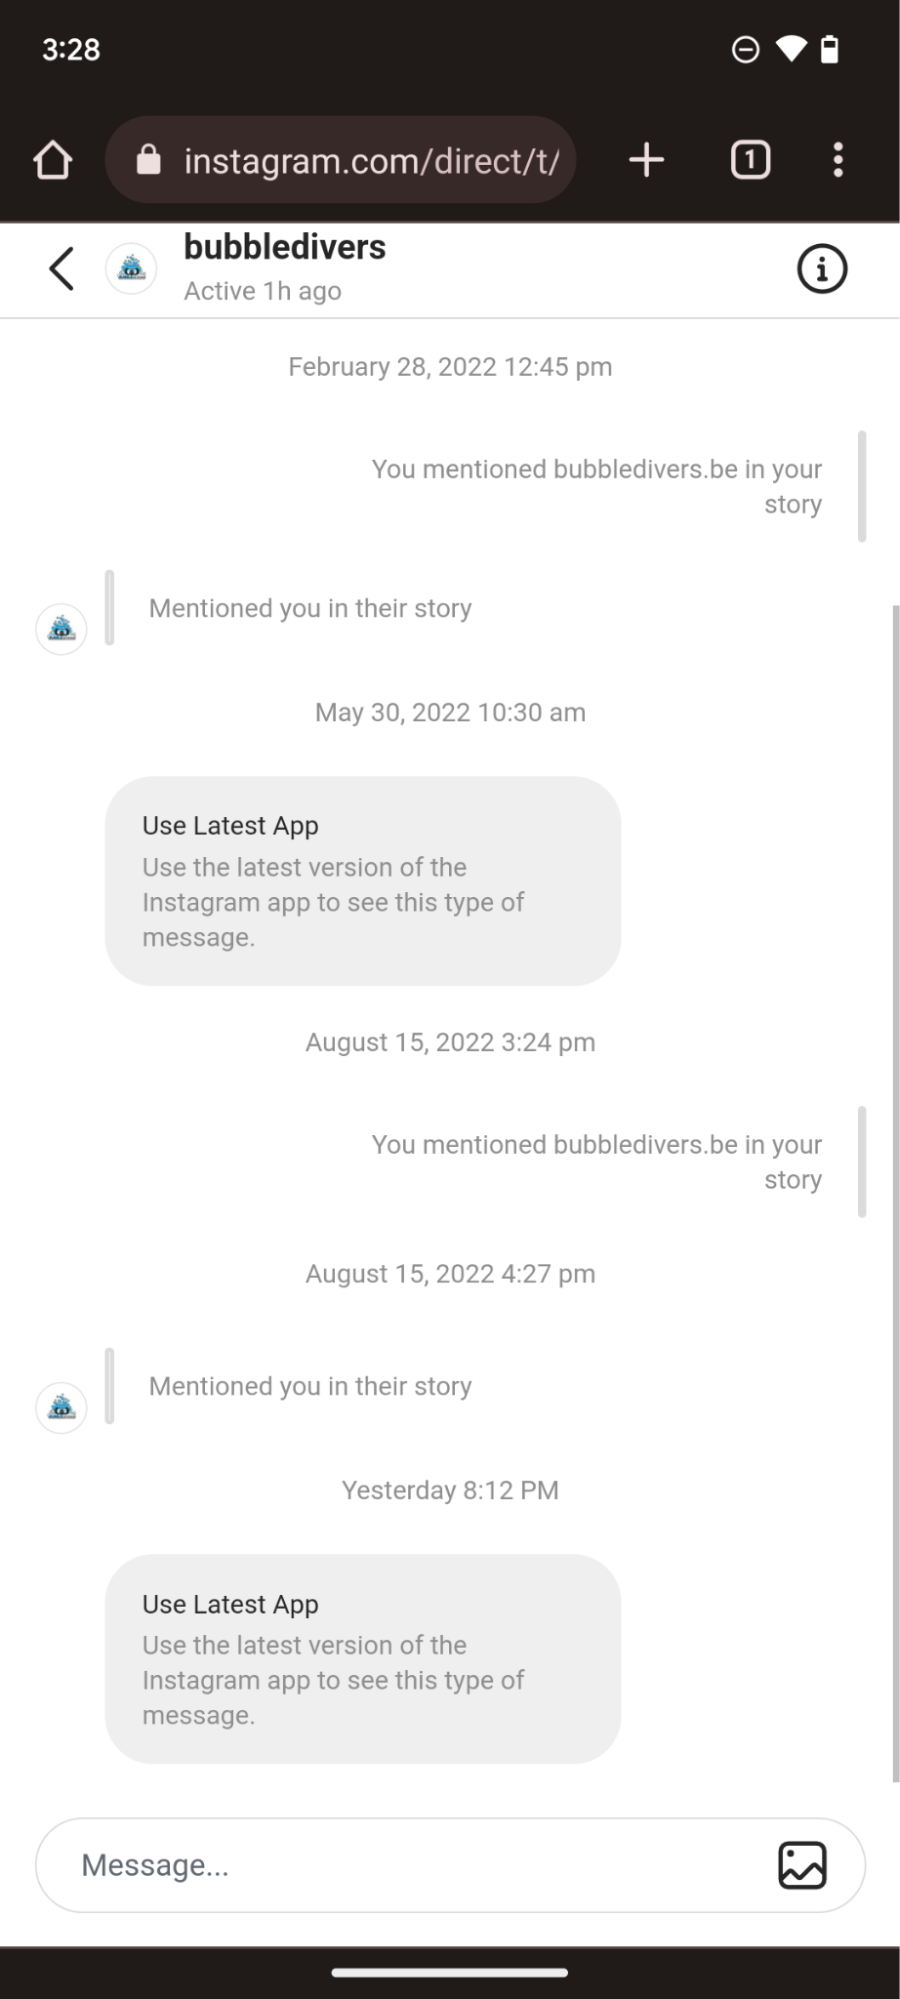 3:28
instagram.com/direct/t/
1
bubbledivers
Active 1h ago
February 28, 2022 12:45 pm
You mentioned bubbledivers.be in your
story
Mentioned you in their story
May 30, 2022 10:30 am
Use Latest App
Use the latest version of the
Instagram app to see this type of
message.
August 15, 2022 3:24 pm
You mentioned bubbledivers.be in your
story
August 15, 2022 4:27 pm
Mentioned you in their story
Yesterday 8:12 PM
Use Latest App
Use the latest version of the
Instagram app to see this type of
message.
Message...